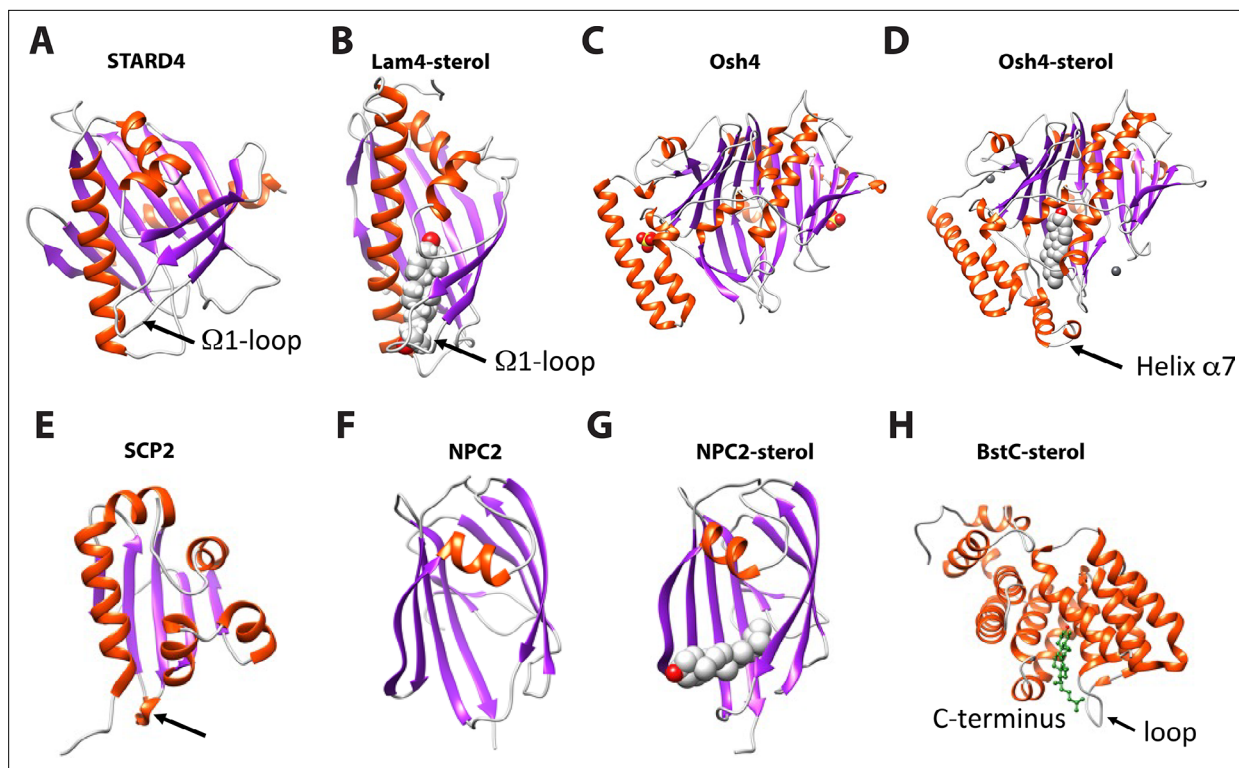 A
STARD4
B
Lam4-sterol
C
Osh4
D
Osh4-sterol
Ω1-loop
Ω1-loop
Helix α7
E
SCP2
F
NPC2
G
NPC2-sterol
H
BstC-sterol
C-terminus
loop